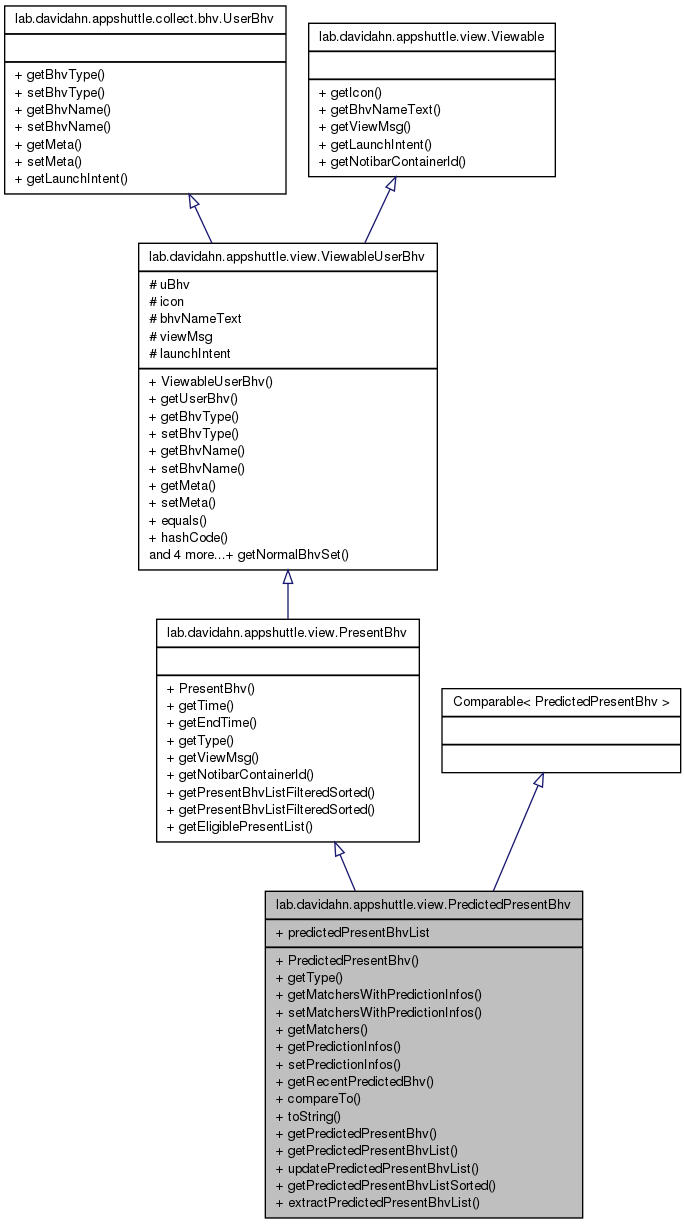 lab.davidahn.appshuttle.collect.bhv.UserBhv
+ getBhvType()
+ setBhvType()
+ getBhvName()
+ setBhvName()
+ getMeta()
+ setMeta()
+ getLaunchIntent()
lab.davidahn.appshuttle.view.Viewable
+ getIcon()
+ getBhvNameText()
+ getViewMsg()
+ getLaunchIntent()
+ getNotibarContainerId()
lab.davidahn.appshuttle.view.ViewableUserBhv
# uBhv
# icon
# bhvNameText
# viewMsg
# launchIntent
+ ViewableUserBhv()
+ getUserBhv()
+ getBhvType()
+ setBhvType()
+ getBhvName()
+ setBhvName()
+ getMeta()
+ setMeta()
+ equals()
+ hashCode()
and 4 more...+ getNormalBhvSet()
lab.davidahn.appshuttle.view.PresentBhv
+ PresentBhv()
+ getTime()
+ getEndTime()
+ getType()
+ getViewMsg()
+ getNotibarContainerId()
+ getPresentBhvListFilteredSorted()
+ getPresentBhvListFilteredSorted()
+ getEligiblePresentList()
Comparable< PredictedPresentBhv >
lab.davidahn.appshuttle.view.PredictedPresentBhv
+ predictedPresentBhvList
+ PredictedPresentBhv()
+ getType()
+ getMatchersWithPredictionInfos()
+ setMatchersWithPredictionInfos()
+ getMatchers()
+ getPredictionInfos()
+ setPredictionInfos()
+ getRecentPredictedBhv()
+ compareTo()
+ toString()
+ getPredictedPresentBhv()
+ getPredictedPresentBhvList()
+ updatePredictedPresentBhvList()
+ getPredictedPresentBhvListSorted()
+ extractPredictedPresentBhvList()